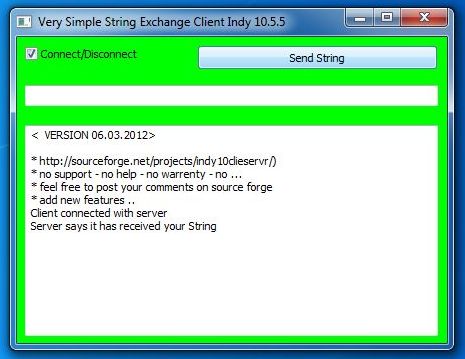 Very Simple String Exchange Client Indy 10.5.5
Connect/Disconnect
Send String
< VERSION 06.03.2012>
* http://sourceforge.net/projects/indy10clieservr/)
* no support - no help - no warrenty - no ...
* feel free to post your comments on source forge
* add new features ..
Client connected with server
Server says it has received your String